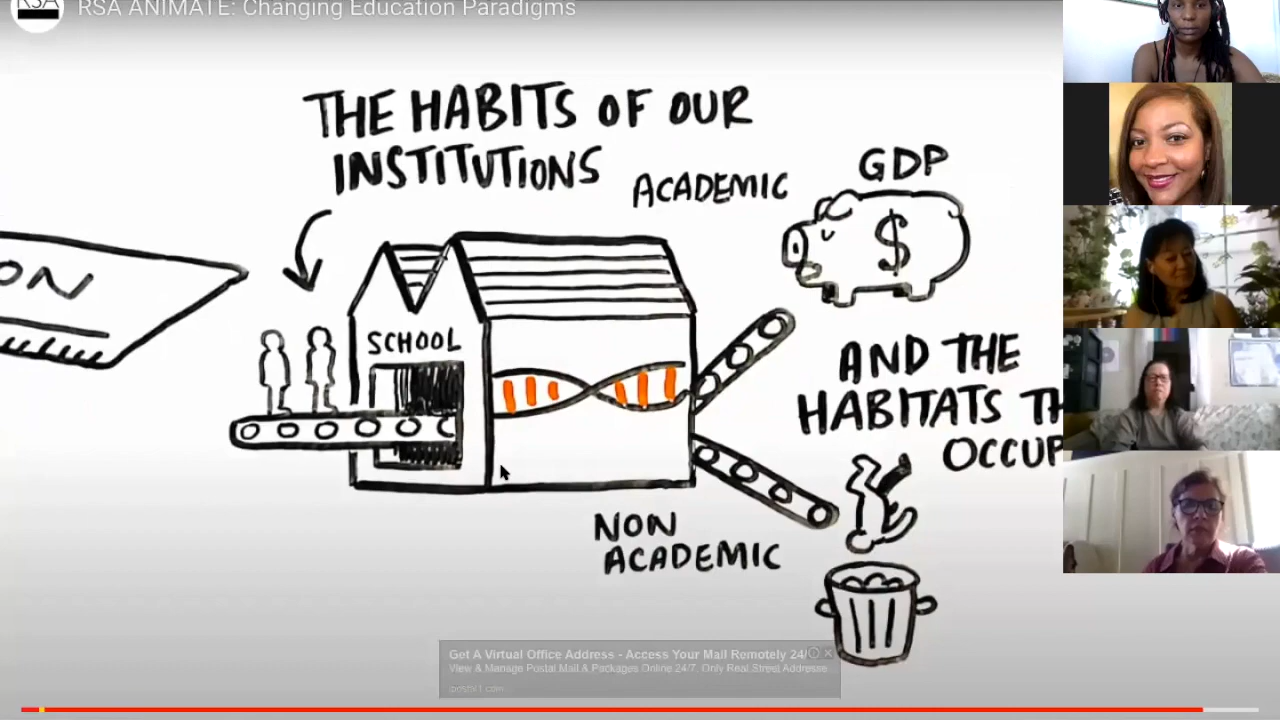 RSA
RSA ANIMATE: Changing Education Paradigms
THE HABITS OF OUR
INSTITUTIONS
ACADEMIC
GDP
$
ON
SCHOOL
AND THE
HABITATS TH
OCCUP
NON
ACADEMIC
Get A Virtual Office Address - Access Your Mail Remotely 24/
View & Manage Postal Mail & Packages Online 24/7. Only Real Street Addresse